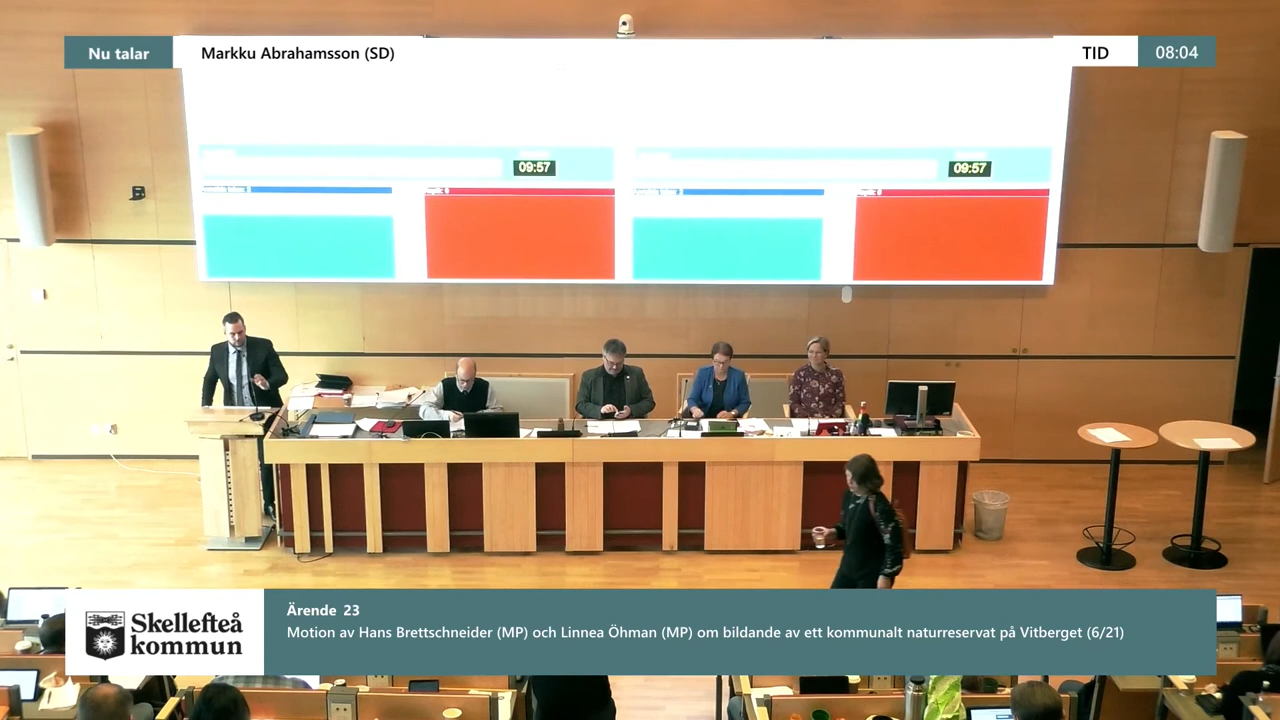 Nu talar
Markku Abrahamsson (SD)
TID
08:04
09:57
09:57
Skellefteå
kommun
Ärende 23
Motion av Hans Brettschneider (MP) och Linnea Öhman (MP) om bildande av ett kommunalt naturreservat på Vitberget (6/21)